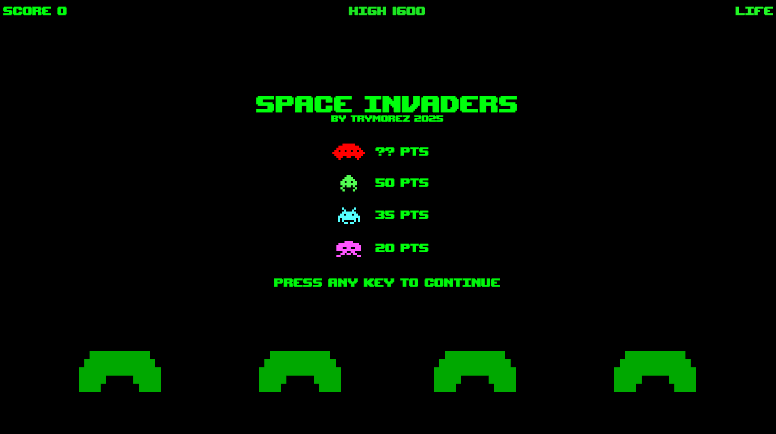 SCORE 0
HIGH 1600
LIFE
SPACE INVADERS
BY TRYMOREZ 2025
?? PTS
50 PTS
35 PTS
20 PTS
PRESS ANY KEY TO CONTINUE